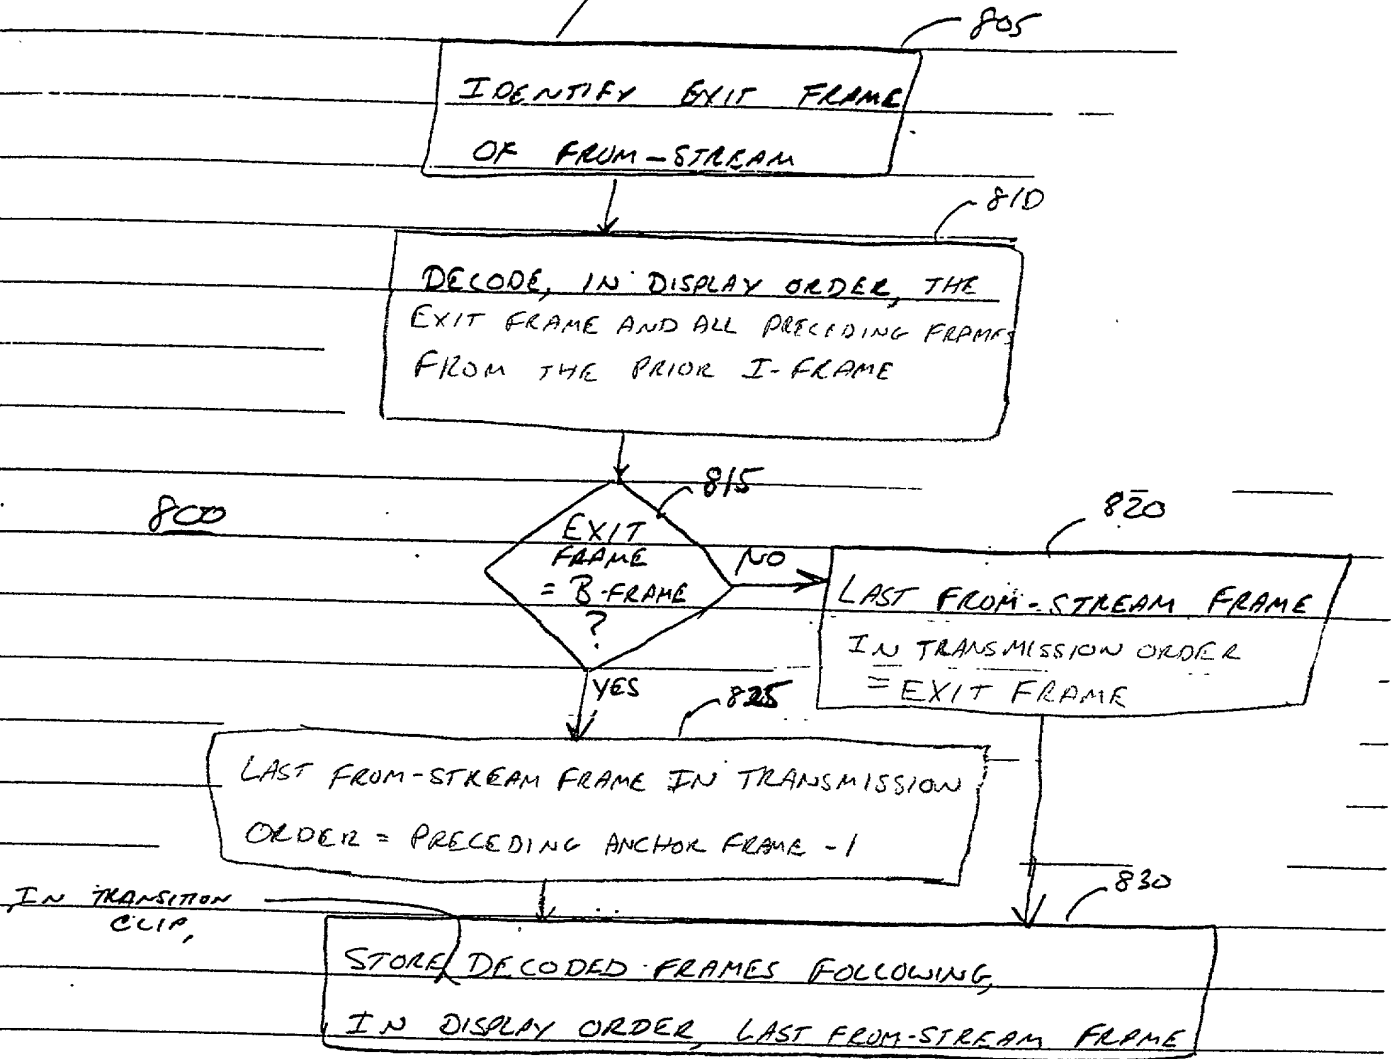 805
IDENTIFY EXIT FRAME
OF FROM-STREAM
810
DECODE, IN DISPLAY ORDER, THE
EXIT FRAME AND ALL PRECEDING FRAMES
FROM THE PRIOR I-FRAME
815
800
EXIT
FRAME
= B-FRAME
?
NO
820
LAST FROM-STREAM FRAME
IN TRANSMISSION ORDER
= EXIT FRAME
YES
825
LAST FROM-STREAM FRAME IN TRANSMISSION
ORDER = PRECEDING ANCHOR FRAME -1
830
IN TRANSITION
CLIP,
STORE DECODED FRAMES FOLLOWING,
IN DISPLAY ORDER, LAST FROM-STREAM FRAME